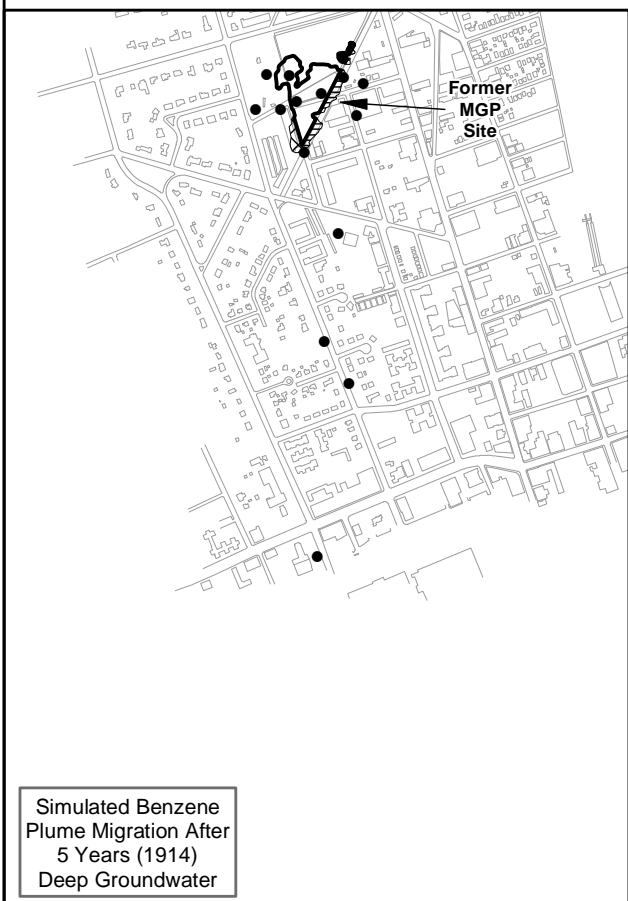 Former
MGP
Site
Simulated Benzene
Plume Migration After
5 Years (1914)
Deep Groundwater